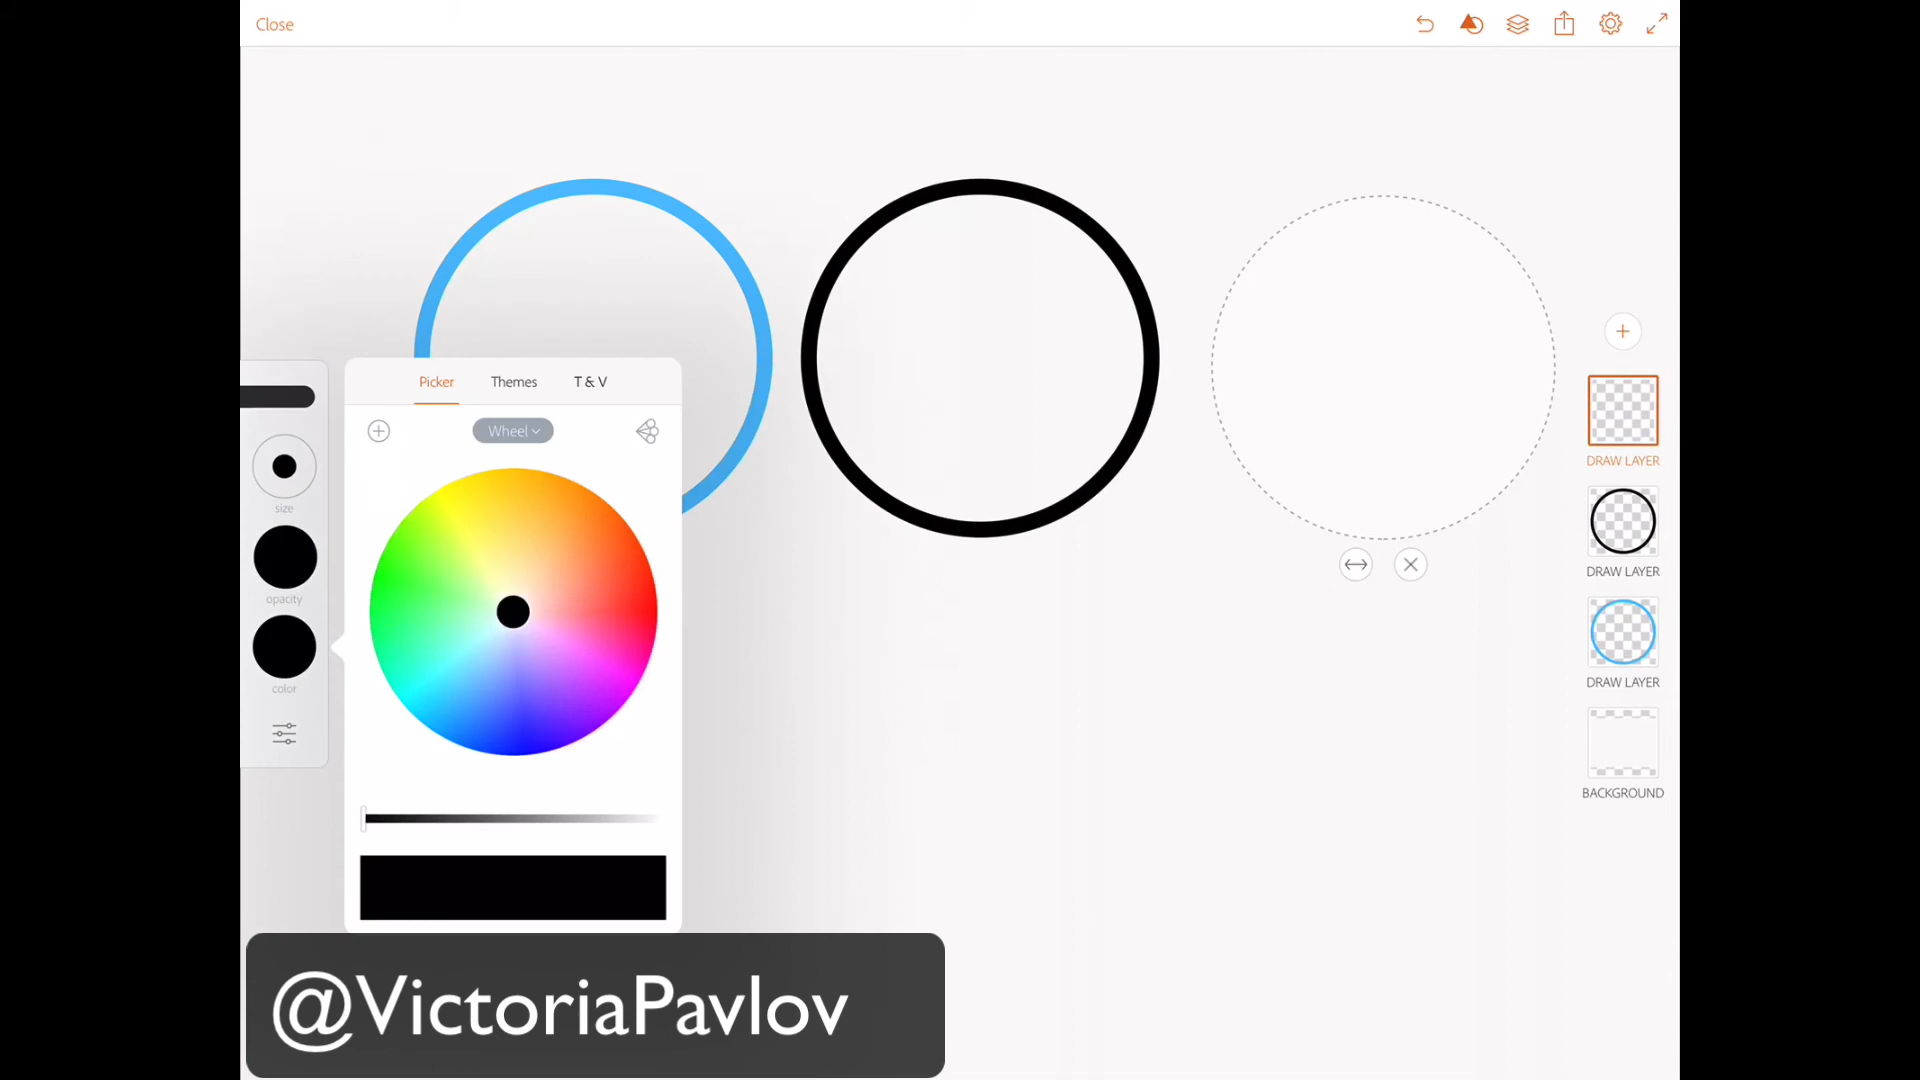 Close
Picker
Themes
T & V
Wheel
size
opacity
color
DRAW LAYER
DRAW LAYER
DRAW LAYER
BACKGROUND
@VictoriaPavlov